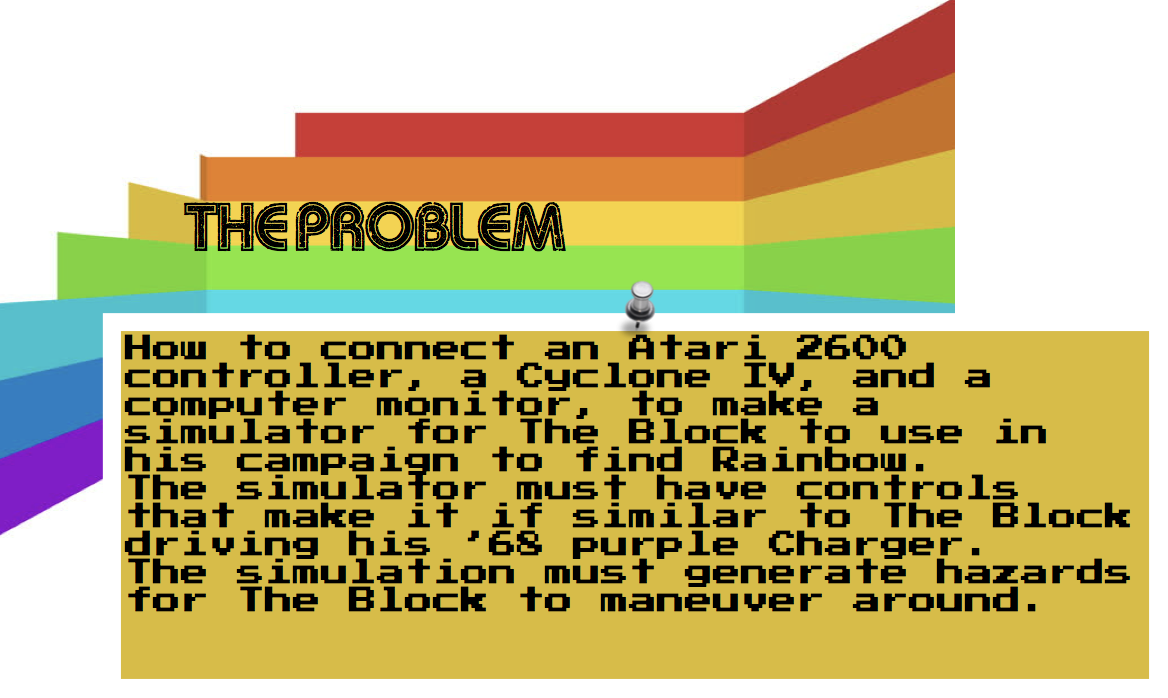 THE PROBLEM
How to connect an Atari 2600
controller, a Cyclone IV, and a
computer monitor, to make a
simulator for The Block to use in
his campaign to find Rainbow.
The simulator must have controls
that make it if similar to The Block
driving his '68 purple Charger.
The simulation must generate hazards
for The Block to maneuver around.